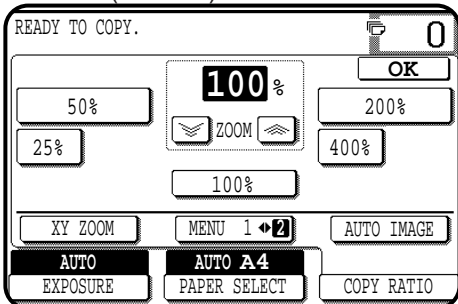 READY TO COPY.
0
OK
100 %
50%
200%
ZOOM
25%
400%
100%
XY ZOOM
MENU 1 2
AUTO IMAGE
AUTO
AUTO A4
EXPOSURE
PAPER SELECT
COPY RATIO